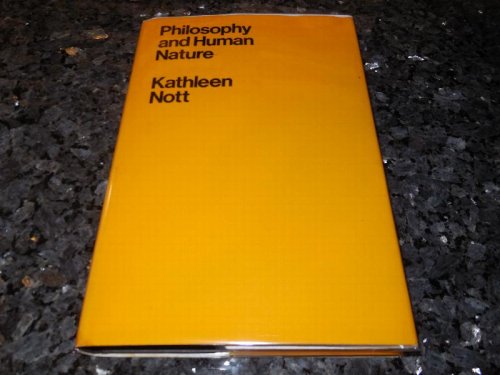 Philosophy
and Human
Nature
Kathleen
Nott